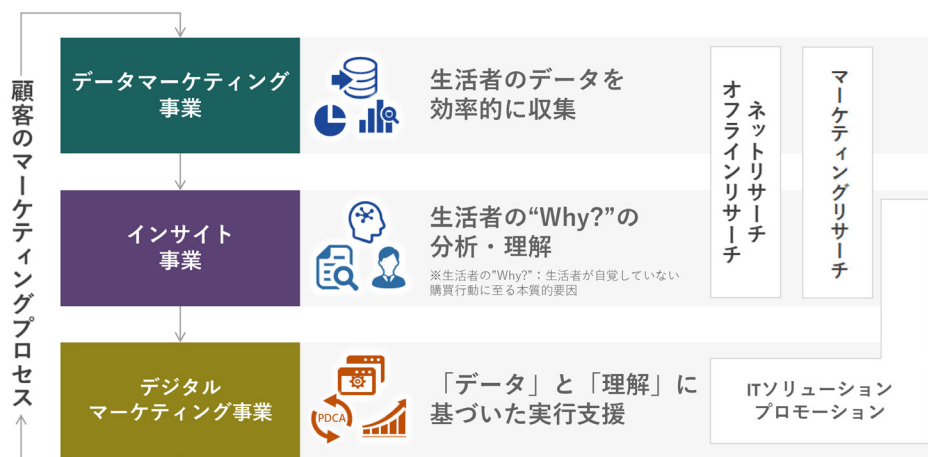 顧客のマーケティングプロセス
データマーケティング
事業
生活者のデータを
効率的に収集
ネットリサーチ
オフラインリサーチ
マーケティングリサーチ
インサイト
事業
生活者の“Why?”の
分析・理解
※生活者の”Why?”：生活者が自覚していない
購買行動に至る本質的要因
デジタル
マーケティング事業
PDCA
「データ」と「理解」に
基づいた実行支援
ITソリューション
プロモーション